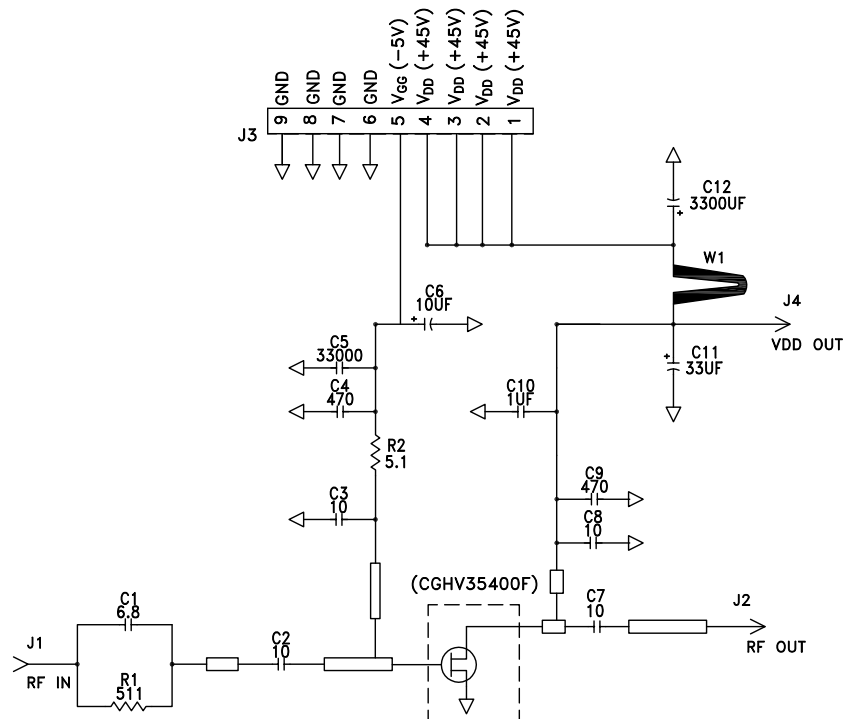 GND
GND
GND
GND
VGG (-5V)
VDD (+45V)
VDD (+45V)
VDD (+45V)
VDD (+45V)
J3
9
8
7
6
5
4
3
2
1
C12
3300UF
+
W1
C6
10UF
+
J4
VDD OUT
C5
33000
C11
33UF
+
C4
470
C10
1UF
R2
5.1
C9
470
C3
10
C8
10
(CGHV35400F)
C1
6.8
C7
10
J2
RF OUT
J1
RF IN
C2
10
R1
511